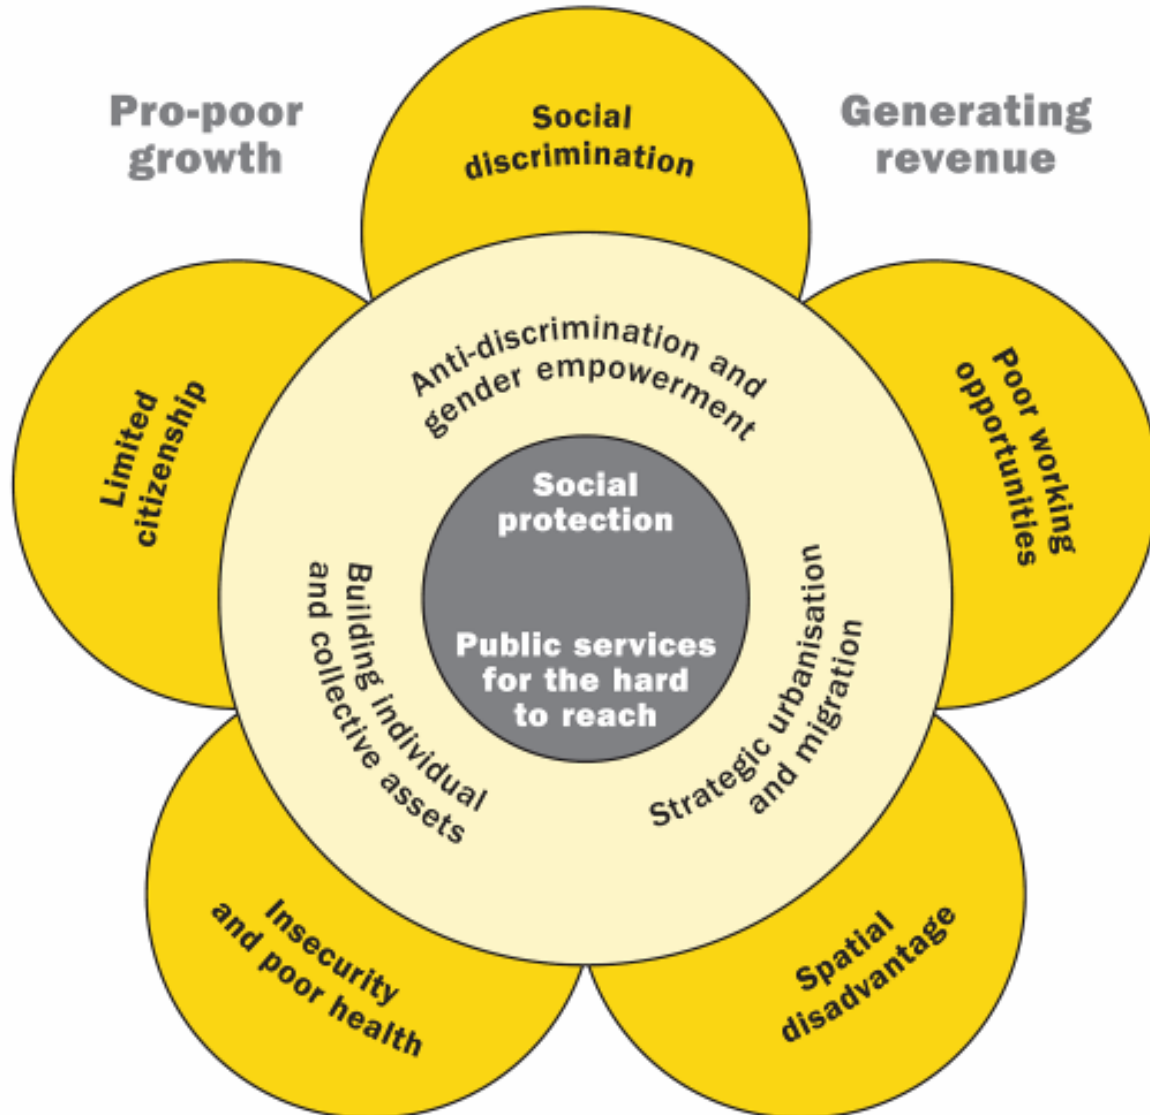 Pro-poor
growth
Social
discrimination
Generating
revenue
Limited
citizenship
Anti-discrimination and
gender empowerment
Poor working
opportunities
Social
protection
Public services
for the hard
to reach
Building individual
and collective assets
Strategic urbanisation
and migration
Insecurity
and poor health
Spatial
disadvantage